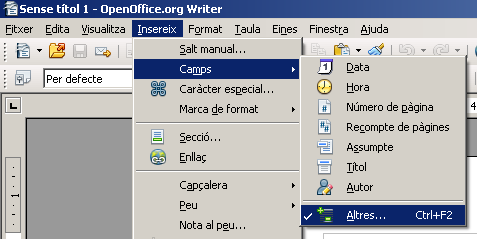 Sense títol 1 - OpenOffice.org Writer
Fitxer Edita Visualitza Insereix Format Taula Eines Finestra Ajuda
Per defecte
Salt manual...
Camps
Caràcter especial...
Marca de format
Secció...
Enllaç
Capçalera
Peu
Nota al peu...
Data
Hora
Número de pàgina
Recompte de pàgines
Assumpte
Títol
Autor
Altres... Ctrl+F2
L
4
1